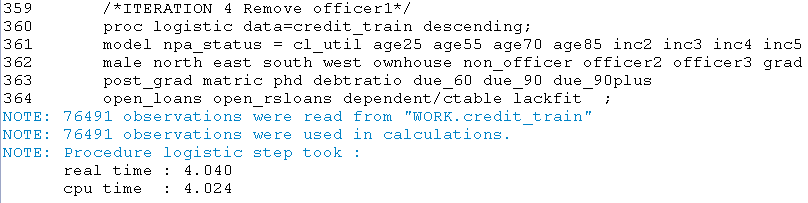 359 /*ITERATION 4 Remove officer1*/
360 proc logistic data=credit_train descending;
361 model npa_status = cl_util age25 age55 age70 age85 inc2 inc3 inc4 inc5
362 male north east south west ownhouse non_officer officer2 officer3 grad
363 post_grad matric phd debtratio due_60 due_90 due_90plus
364 open_loans open_rsloans dependent/ctable lackfit ;
NOTE: 76491 observations were read from "WORK.credit_train"
NOTE: 76491 observations were used in calculations.
NOTE: Procedure logistic step took :
real time : 4.040
cpu time : 4.024